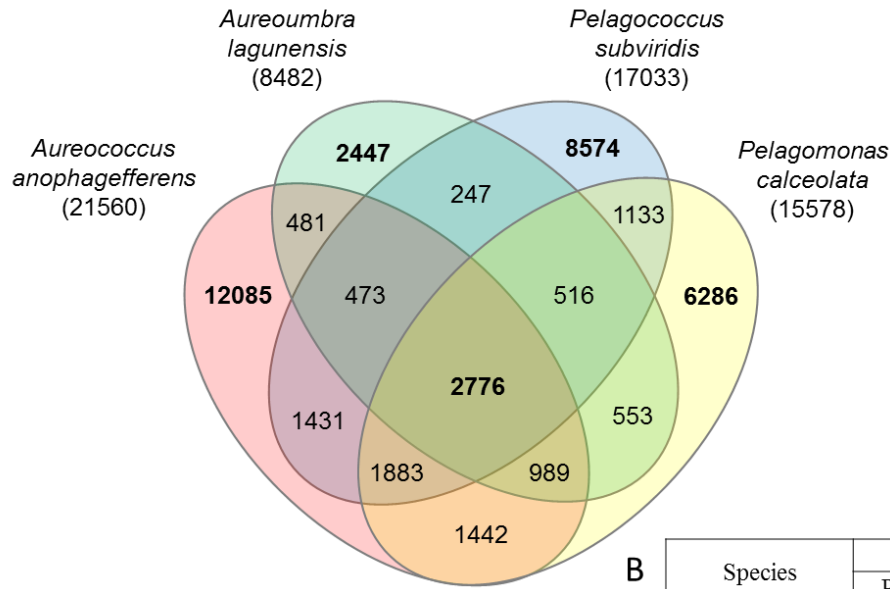 Aureoumbra
lagunensis
(8482)
Pelagococcus
subviridis
(17033)
Aureococcus
anophagefferens
(21560)
Pelagomonas
calceolata
(15578)
2447
8574
481
247
1133
12085
473
516
6286
2776
1431
553
1883
989
1442
B
Species